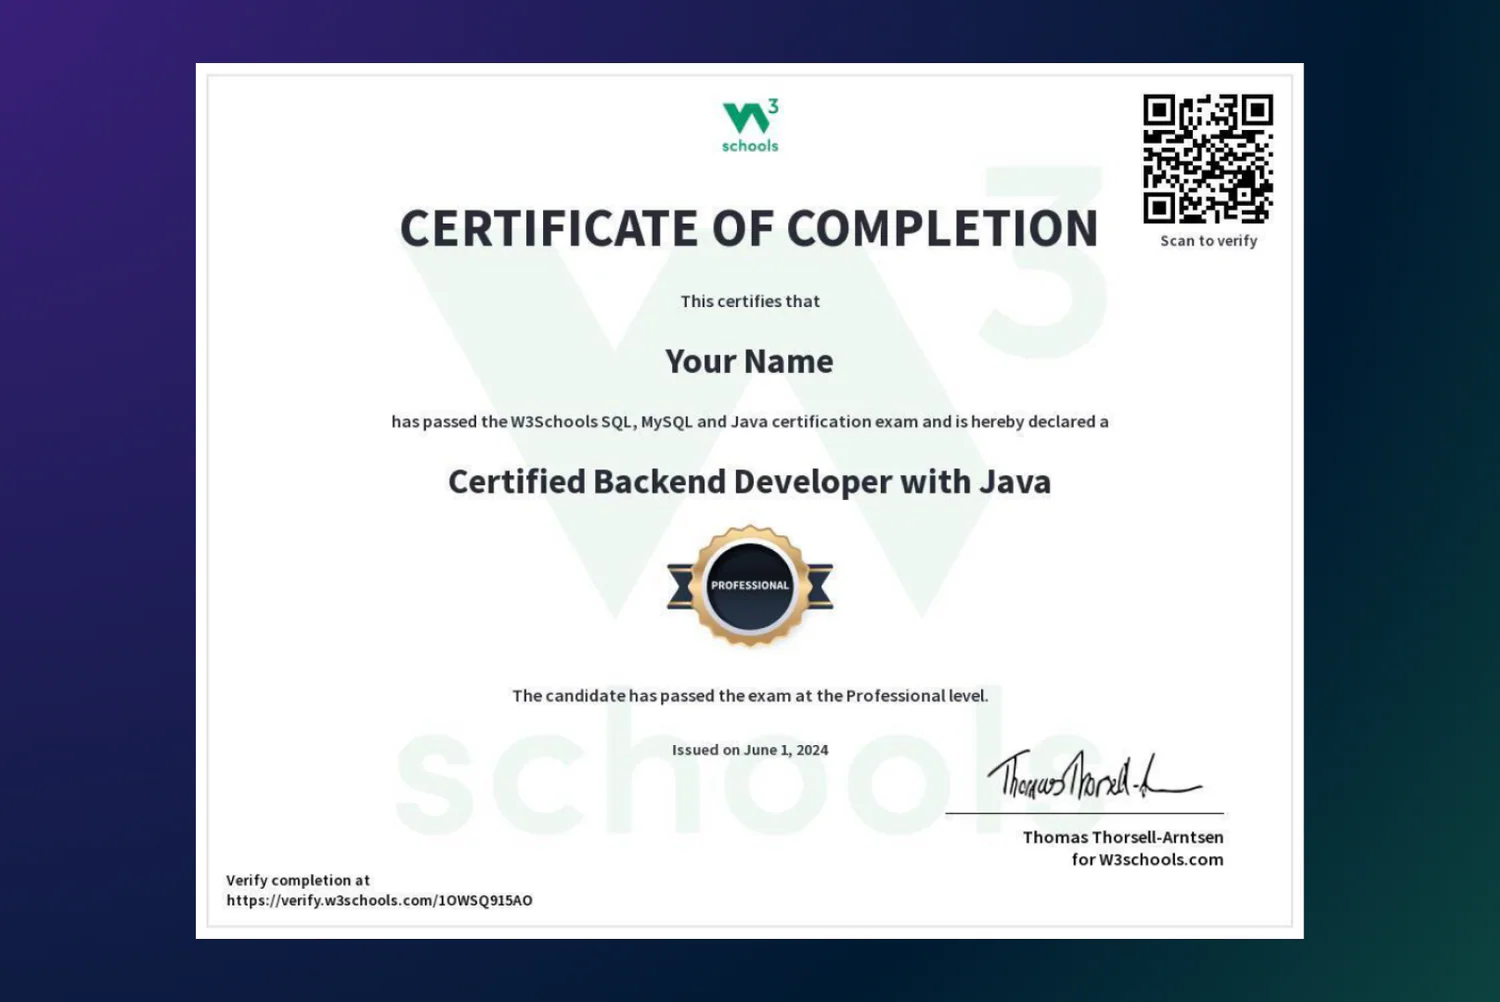 W3
schools
Scan to verify
CERTIFICATE OF COMPLETION
This certifies that
Your Name
has passed the W3Schools SQL, MySQL and Java certification exam and is hereby declared a
Certified Backend Developer with Java
PROFESSIONAL
The candidate has passed the exam at the Professional level.
Issued on June 1, 2024
Thomas Thorsell-A
Thomas Thorsell-Arntsen
for W3schools.com
Verify completion at
https://verify.w3schools.com/1OWSQ915AO
W3
schools